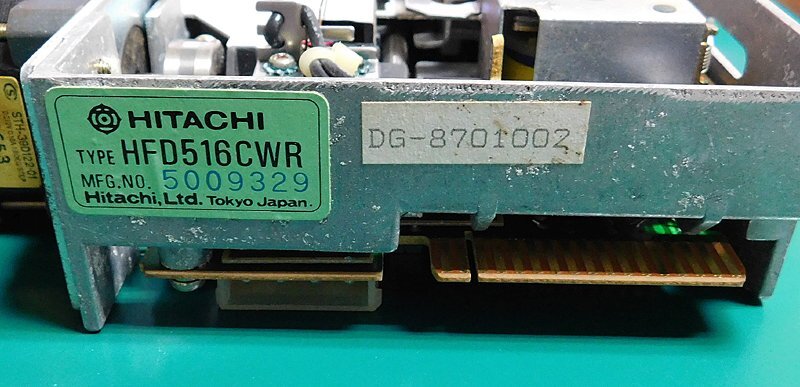 HITACHI
TYPE HFD516CWR
MFG.NO. 5009329
Hitachi,Ltd. Tokyo Japan.
DG-8701002